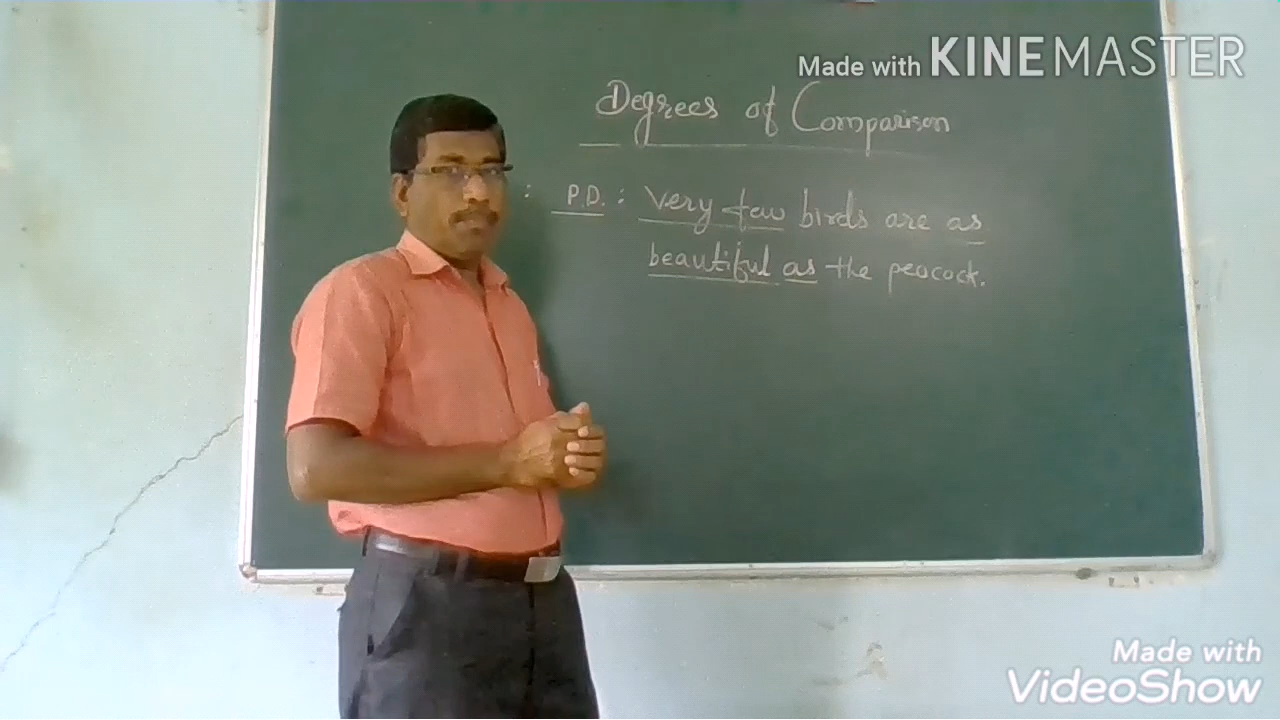 Made with KINEMASTER
Degrees of Comparison
: P.D. : Very few birds are as
beautiful as the peacock.
Made with
VideoShow